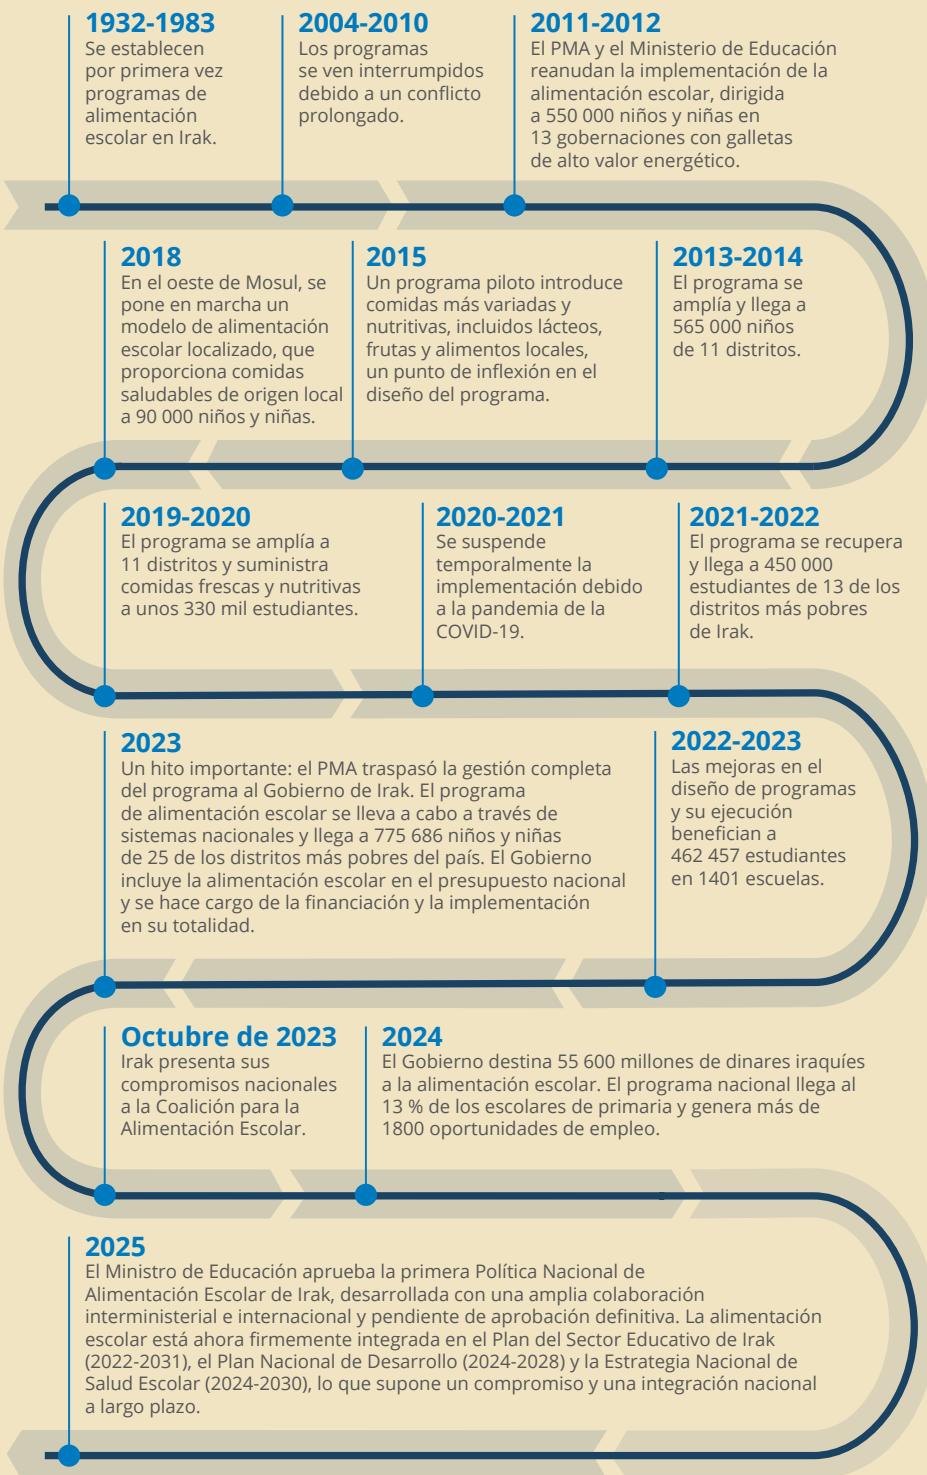 1932-1983
Se establecen
por primera vez
programas de
alimentación
escolar en Irak.
2004-2010
Los programas
se ven interrumpidos
debido a un conflicto
prolongado.
2011-2012
El PMA y el Ministerio de Educación
reanudan la implementación de la
alimentación escolar, dirigida
a 550 000 niños y niñas en
13 gobernaciones con galletas
de alto valor energético.
2013-2014
El programa se
amplía y llega a
565 000 niños
de 11 distritos.
2015
Un programa piloto introduce
comidas más variadas y
nutritivas, incluidos lácteos,
frutas y alimentos locales,
un punto de inflexión en el
diseño del programa.
2018
En el oeste de Mosul, se
pone en marcha un
modelo de alimentación
escolar localizado, que
proporciona comidas
saludables de origen local
a 90 000 niños y niñas.
2019-2020
El programa se amplía a
11 distritos y suministra
comidas frescas y nutritivas
a unos 330 mil estudiantes.
2020-2021
Se suspende
temporalmente la
implementación debido
a la pandemia de la
COVID-19.
2021-2022
El programa se recupera
y llega a 450 000
estudiantes de 13 de los
distritos más pobres
de Irak.
2022-2023
Las mejoras en el
diseño de programas
y su ejecución
benefician a
462 457 estudiantes
en 1401 escuelas.
2023
Un hito importante: el PMA traspasó la gestión completa
del programa al Gobierno de Irak. El programa
de alimentación escolar se lleva a cabo a través de
sistemas nacionales y llega a 775 686 niños y niñas
de 25 de los distritos más pobres del país. El Gobierno
incluye la alimentación escolar en el presupuesto nacional
y se hace cargo de la financiación y la implementación
en su totalidad.
Octubre de 2023
Irak presenta sus
compromisos nacionales
a la Coalición para la
Alimentación Escolar.
2024
El Gobierno destina 55 600 millones de dinares iraquíes
a la alimentación escolar. El programa nacional llega al
13 % de los escolares de primaria y genera más de
1800 oportunidades de empleo.
2025
El Ministro de Educación aprueba la primera Política Nacional de
Alimentación Escolar de Irak, desarrollada con una amplia colaboración
interministerial e internacional y pendiente de aprobación definitiva. La alimentación
escolar está ahora firmemente integrada en el Plan del Sector Educativo de Irak
(2022-2031), el Plan Nacional de Desarrollo (2024-2028) y la Estrategia Nacional de
Salud Escolar (2024-2030), lo que supone un compromiso y una integración nacional
a largo plazo.